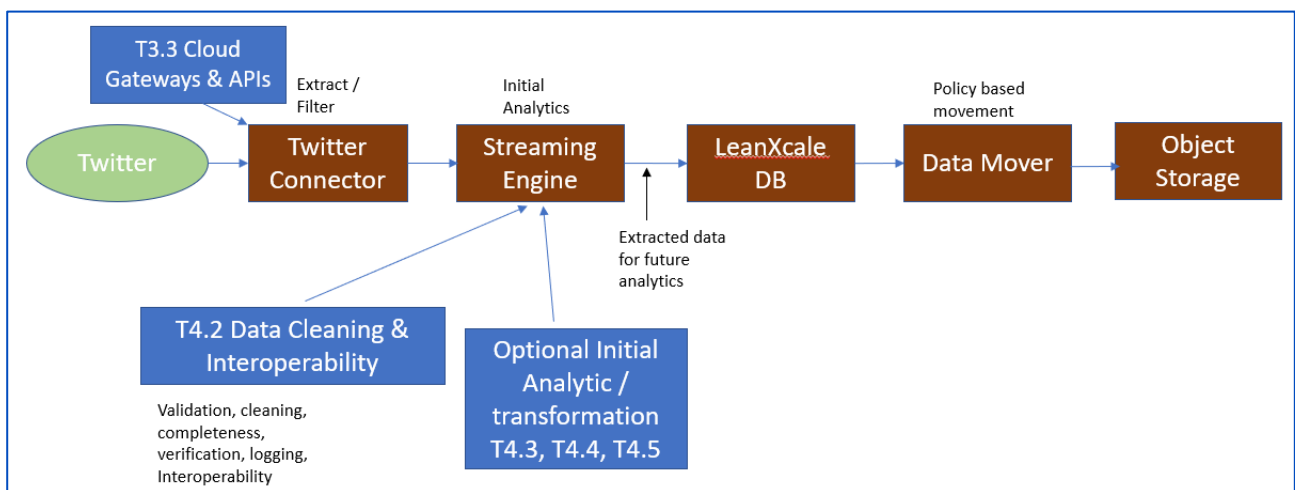 T3.3 Cloud
Gateways & APIs
Extract /
Filter
Initial
Analytics
Policy based
movement
Twitter
Twitter
Connector
Streaming
Engine
LeanXcale
DB
Data Mover
Object
Storage
Extracted data
for future
analytics
T4.2 Data Cleaning &
Interoperability
Optional Initial
Analytic /
transformation
T4.3, T4.4, T4.5
Validation, cleaning,
completeness,
verification, logging,
Interoperability